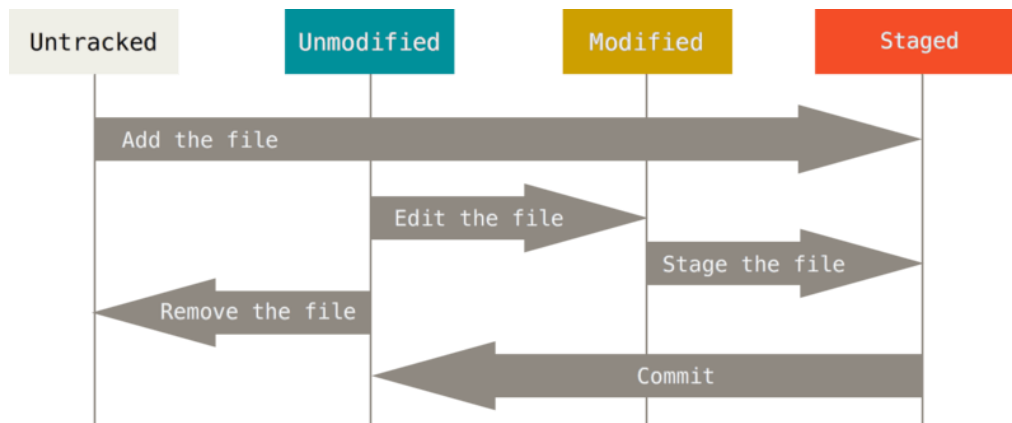 Untracked
Unmodified
Modified
Staged
Add the file
Edit the file
Stage the file
Remove the file
Commit